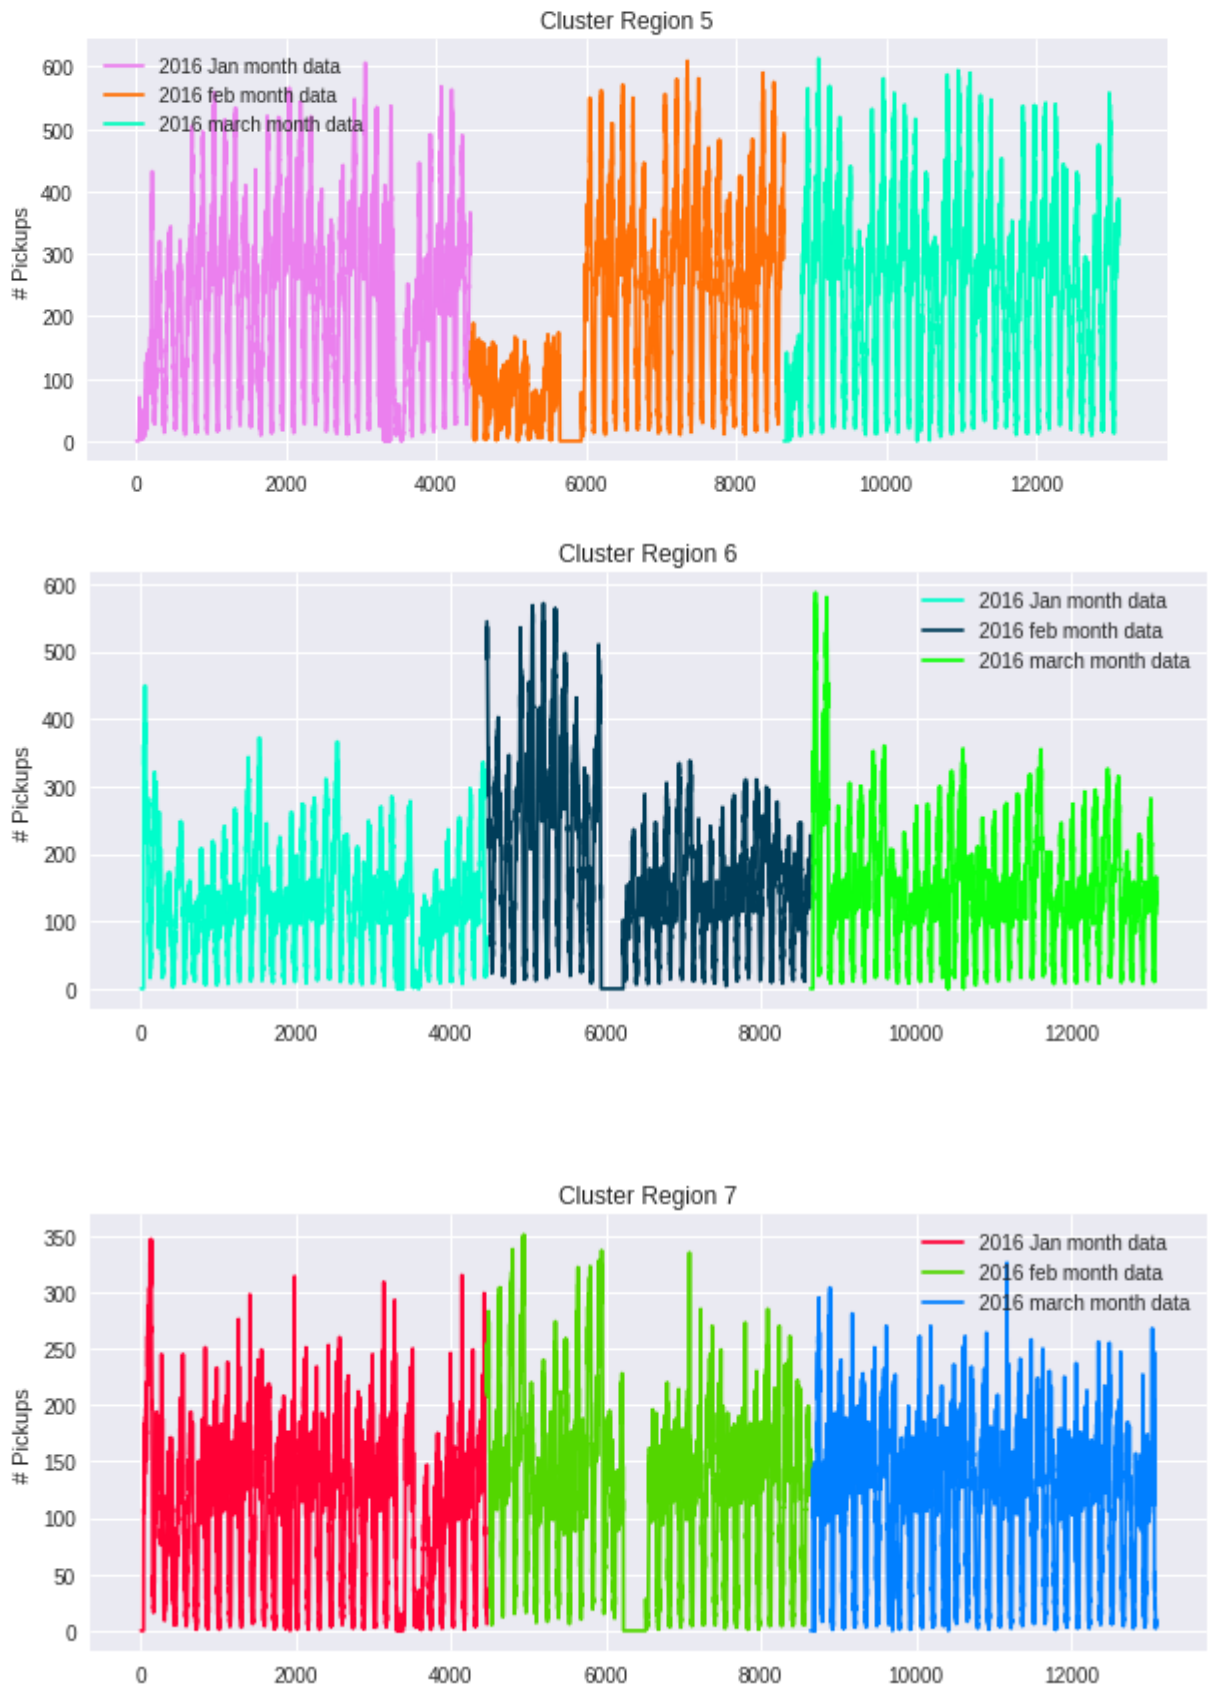 Cluster Region 5
2016 Jan month data
2016 feb month data
2016 march month data
# Pickups
600
500
400
300
200
100
0
0 2000 4000 6000 8000 10000 12000
Cluster Region 6
2016 Jan month data
2016 feb month data
2016 march month data
# Pickups
600
500
400
300
200
100
0
0 2000 4000 6000 8000 10000 12000
Cluster Region 7
2016 Jan month data
2016 feb month data
2016 march month data
# Pickups
350
300
250
200
150
100
50
0
0 2000 4000 6000 8000 10000 12000